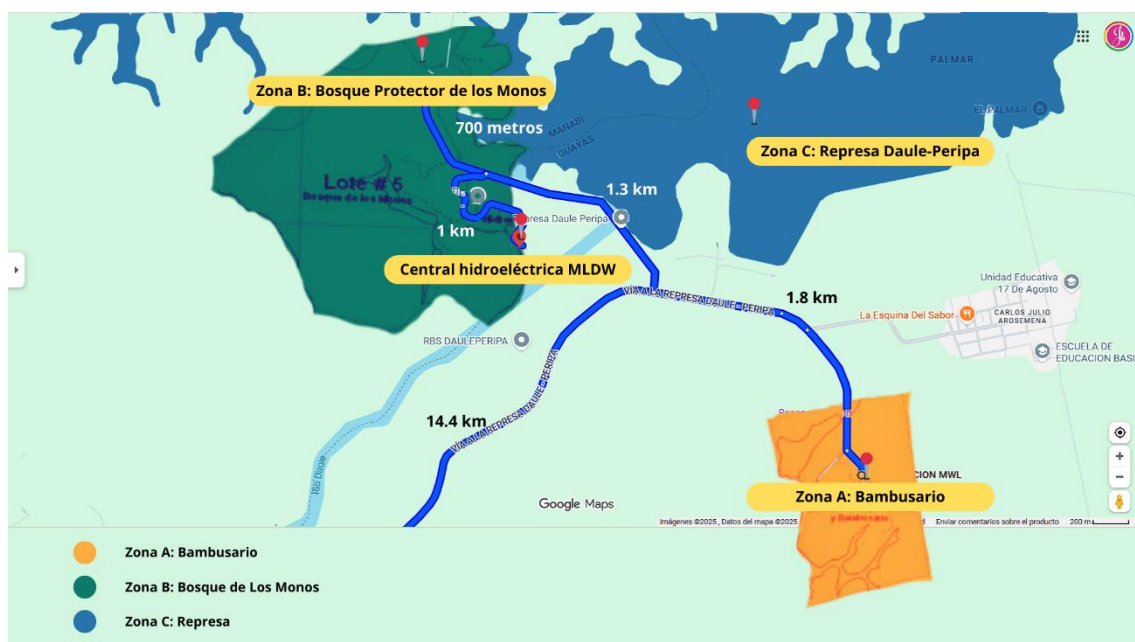 PALMAR
Zona B: Bosque Protector de los Monos
EL PALMAR
700 metros
MANABÍ
GUAYAS
Zona C: Represa Daule-Peripa
Lote # 5
Bosque de los Monos
1.3 km
Represa Daule Peripa
1 km
Central hidroeléctrica MLDW
Unidad Educativa
17 De Agosto
VÍA A LA REPRESA DAULE - PERIPA
1.8 km
La Esquina Del Sabor
CARLOS JULIO
AROSEMENA
RBS DAULEPERIPA
ESCUELA DE
EDUCACION BASI
14.4 km
VÍA A LA REPRESA DAULE - PERIPA
Río Daule
CION MWL
Zona A: Bambusario
Google Maps
y Bambusario
Imágenes ©2025 , Datos del mapa ©2025
Enviar comentarios sobre el producto
200 m
Zona A: Bambusario
Zona B: Bosque de Los Monos
Zona C: Represa